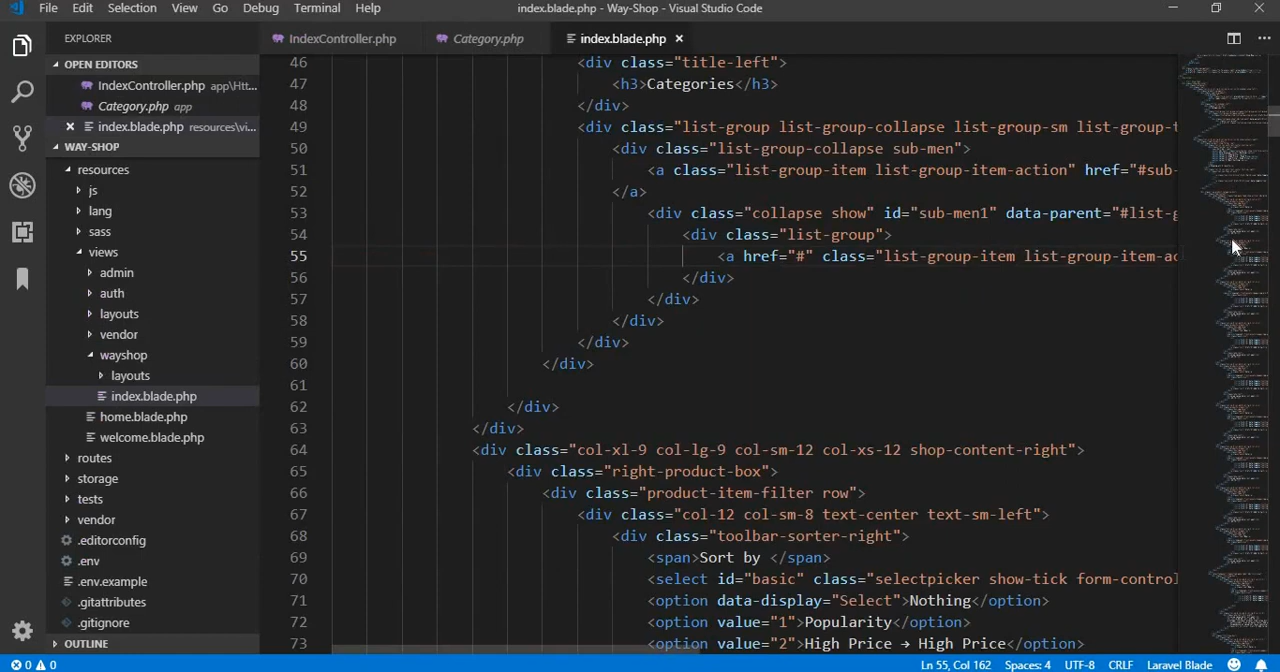 File Edit Selection View Go Debug Terminal Help
index.blade.php - Way-Shop - Visual Studio Code
EXPLORER
OPEN EDITORS
IndexController.php app\Htt...
Category.php app
index.blade.php resources\vi...
WAY-SHOP
resources
js
lang
sass
views
admin
auth
layouts
vendor
wayshop
layouts
index.blade.php
home.blade.php
welcome.blade.php
routes
storage
tests
vendor
.editorconfig
.env
.env.example
.gitattributes
.gitignore
OUTLINE
IndexController.php Category.php index.blade.php
46 <div class="title-left">
47 <h3>Categories</h3>
48 </div>
49 <div class="list-group list-group-collapse list-group-sm list-group-t
50 <div class="list-group-collapse sub-men">
51 <a class="list-group-item list-group-item-action" href="#sub-
52 </a>
53 <div class="collapse show" id="sub-men1" data-parent="#list-g
54 <div class="list-group">
55 <a href="#" class="list-group-item list-group-item-ac
56 </div>
57 </div>
58 </div>
59 </div>
60 </div>
61
62 </div>
63 </div>
64 <div class="col-xl-9 col-lg-9 col-sm-12 col-xs-12 shop-content-right">
65 <div class="right-product-box">
66 <div class="product-item-filter row">
67 <div class="col-12 col-sm-8 text-center text-sm-left">
68 <div class="toolbar-sorter-right">
69 <span>Sort by </span>
70 <select id="basic" class="selectpicker show-tick form-control
71 <option data-display="Select">Nothing</option>
72 <option value="1">Popularity</option>
73 <option value="2">High Price → High Price</option>
0 0 Ln 55, Col 162 Spaces: 4 UTF-8 CRLF Laravel Blade